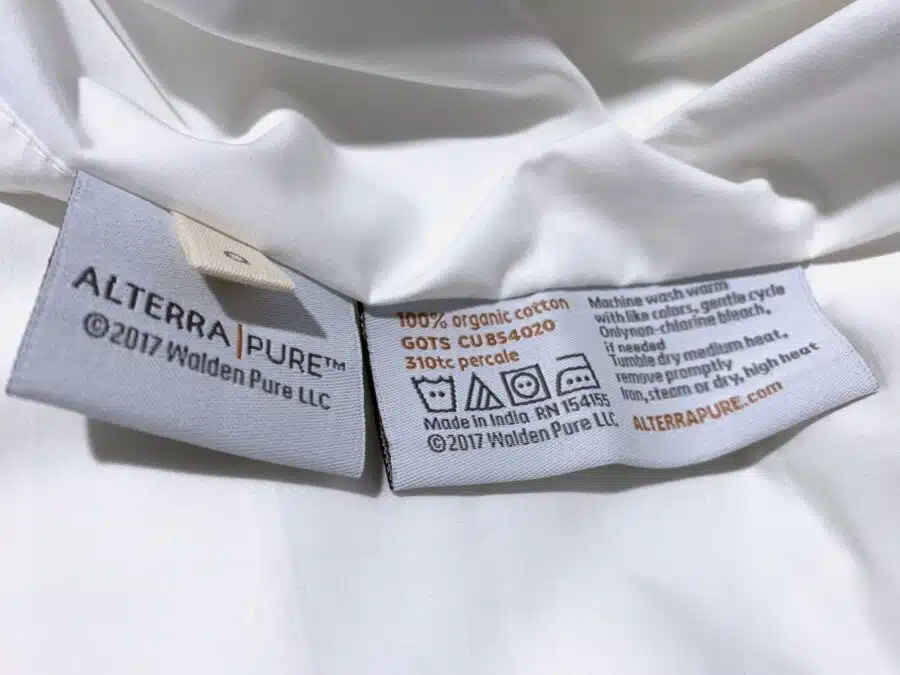 ALTERRA|PURE™
©2017 Walden Pure LLC
Q
100% organic cotton
GOTS CU 854020
310tc percale
Made in India RN 154155
©2017 Walden Pure LLC
Machine wash warm
with like colors, gentle cycle
Only non-chlorine bleach,
if needed
Tumble dry medium heat,
remove promptly
Iron, steam or dry, high heat
ALTERRAPURE.com